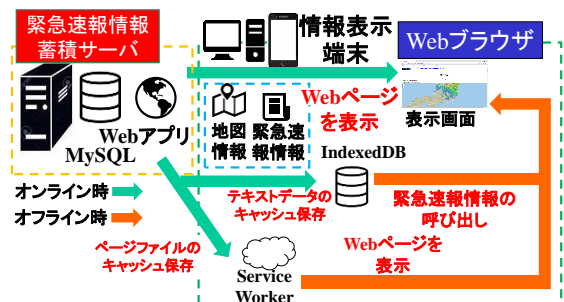 緊急速報情報
蓄積サーバ
情報表示
端末
Webブラウザ
Webアプリ
MySQL
地図
情報
緊急速
報情報
Webページ
を表示
表示画面
IndexedDB
オンライン時
オフライン時
テキストデータの
キャッシュ保存
緊急速報情報の
呼び出し
ページファイルの
キャッシュ保存
Webページを
表示
Service
Worker